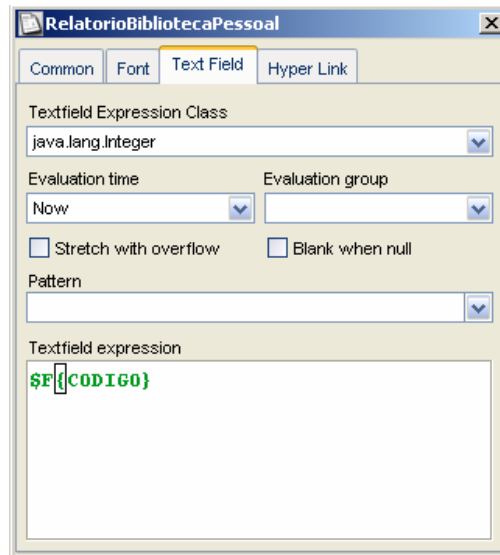 RelatorioBibliotecaPessoal
Common Font Text Field Hyper Link
Textfield Expression Class
java.lang.Integer
Evaluation time Evaluation group
Now
Stretch with overflow Blank when null
Pattern
Textfield expression
$F{CODIGO}